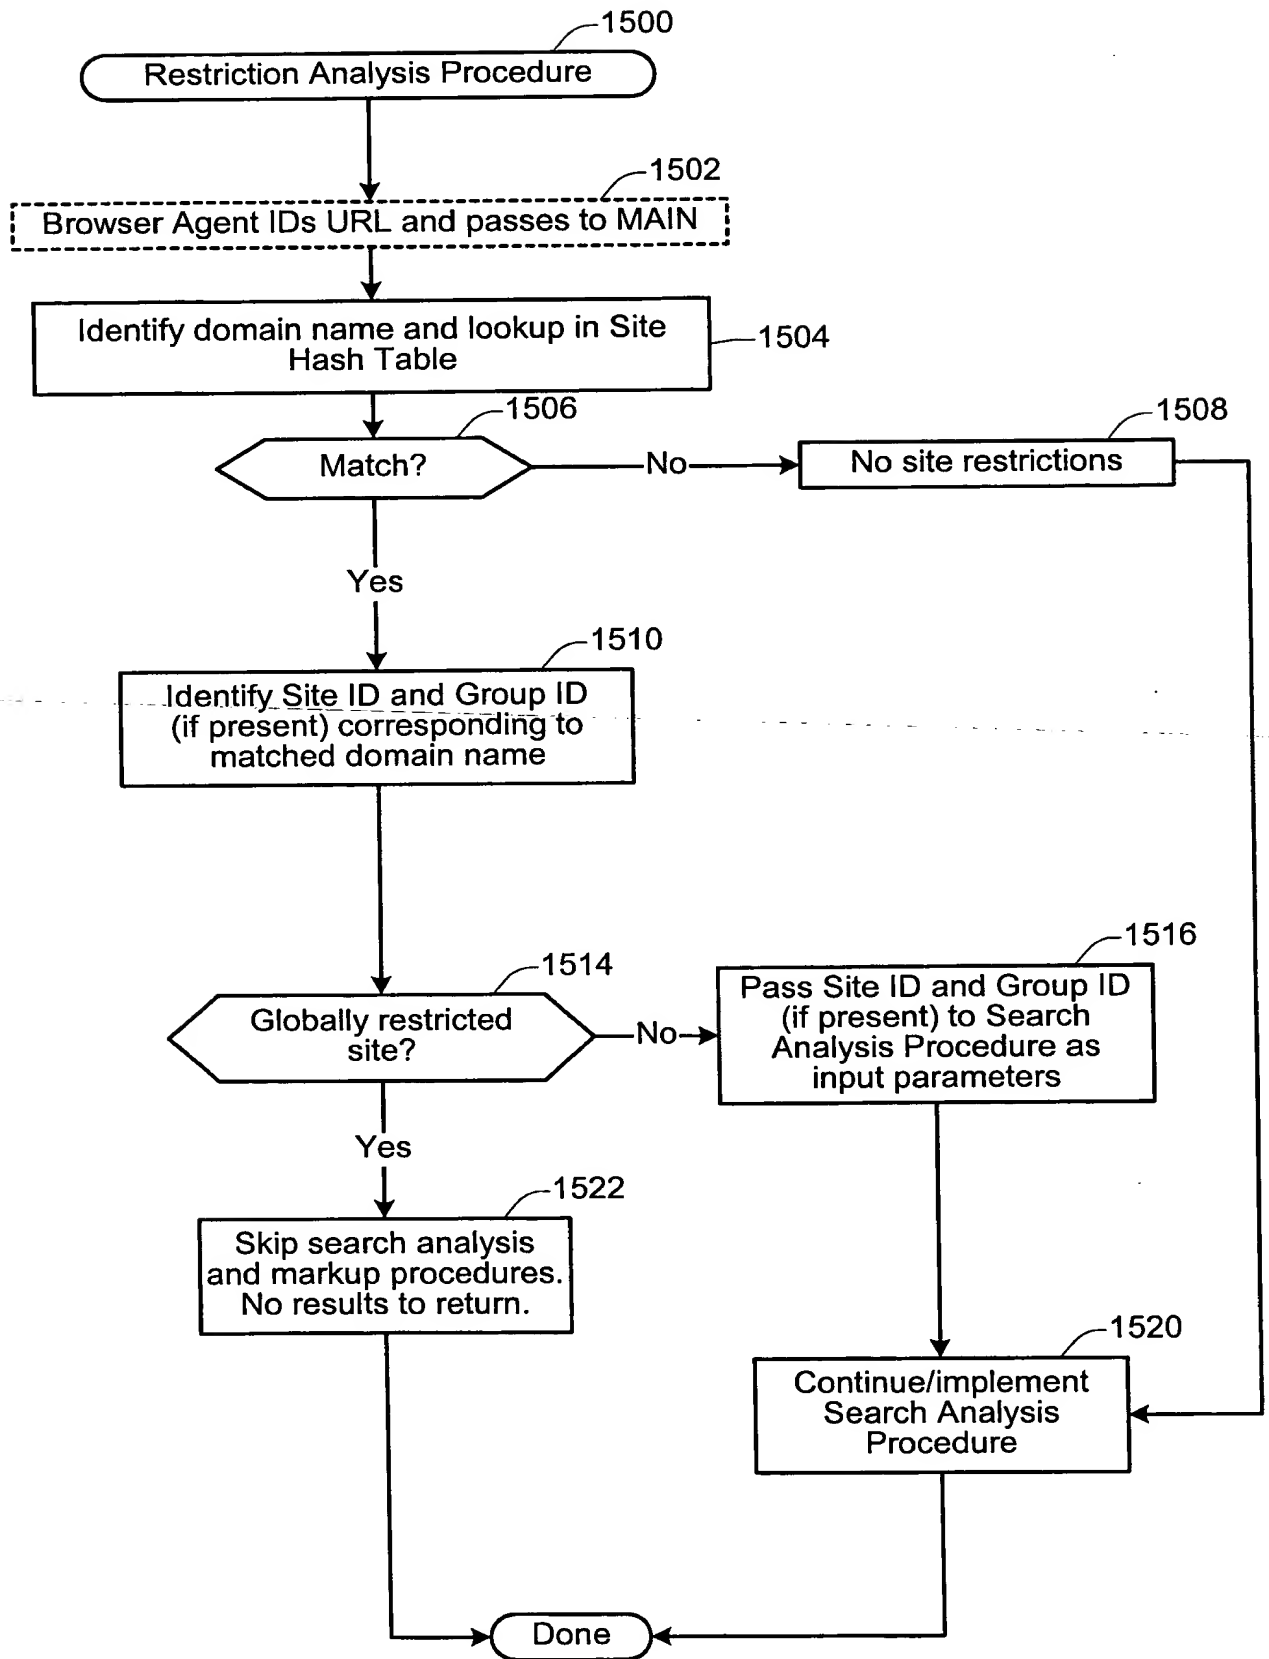 1500
Restriction Analysis Procedure
1502
Browser Agent IDs URL and passes to MAIN
Identify domain name and lookup in Site
Hash Table
1504
1506
Match?
No
1508
No site restrictions
Yes
1510
Identify Site ID and Group ID
(if present) corresponding to
matched domain name
1514
Globally restricted
site?
No
1516
Pass Site ID and Group ID
(if present) to Search
Analysis Procedure as
input parameters
Yes
1522
Skip search analysis
and markup procedures.
No results to return.
1520
Continue/implement
Search Analysis
Procedure
Done